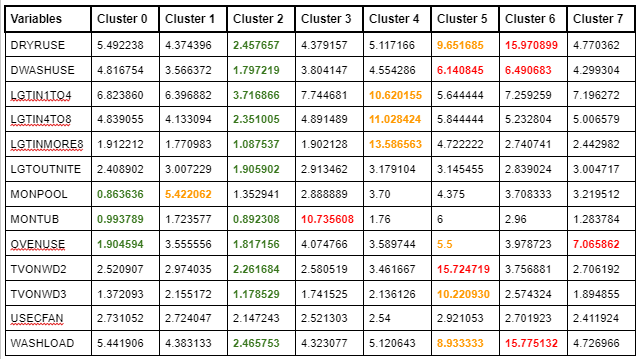 Variables Cluster 0 Cluster 1 Cluster 2 Cluster 3 Cluster 4 Cluster 5 Cluster 6 Cluster 7
DRYRUSE 5.492238 4.374396 2.457657 4.379157 5.117166 9.651685 15.970899 4.770362
DWASHUSE 4.816754 3.566372 1.797219 3.804147 4.554286 6.140845 6.490683 4.299304
LGTIN1TO4 6.823860 6.396882 3.716866 7.744681 10.620155 5.644444 7.259259 7.196272
LGTIN4TO8 4.839055 4.133094 2.351005 4.891489 11.028424 5.844444 5.232804 5.006579
LGTINMORE8 1.912212 1.770983 1.087537 1.902128 13.586563 4.722222 2.740741 2.442982
LGTOUTNITE 2.408902 3.007229 1.905902 2.913462 3.179104 3.145455 2.839024 3.004717
MONPOOL 0.863636 5.422062 1.352941 2.888889 3.70 4.375 3.708333 3.219512
MONTUB 0.993789 1.723577 0.892308 10.735608 1.76 6 2.96 1.283784
OVENUSE 1.904594 3.555556 1.817156 4.074766 3.589744 5.5 3.978723 7.065862
TVONWD2 2.520907 2.974035 2.261684 2.580519 3.461667 15.724719 3.756881 2.706192
TVONWD3 1.372093 2.155172 1.178529 1.741525 2.136126 10.220930 2.574324 1.894855
USECFAN 2.731052 2.724047 2.147243 2.521303 2.54 2.921053 2.701923 2.411924
WASHLOAD 5.441906 4.383133 2.465753 4.323077 5.120643 8.933333 15.775132 4.726966